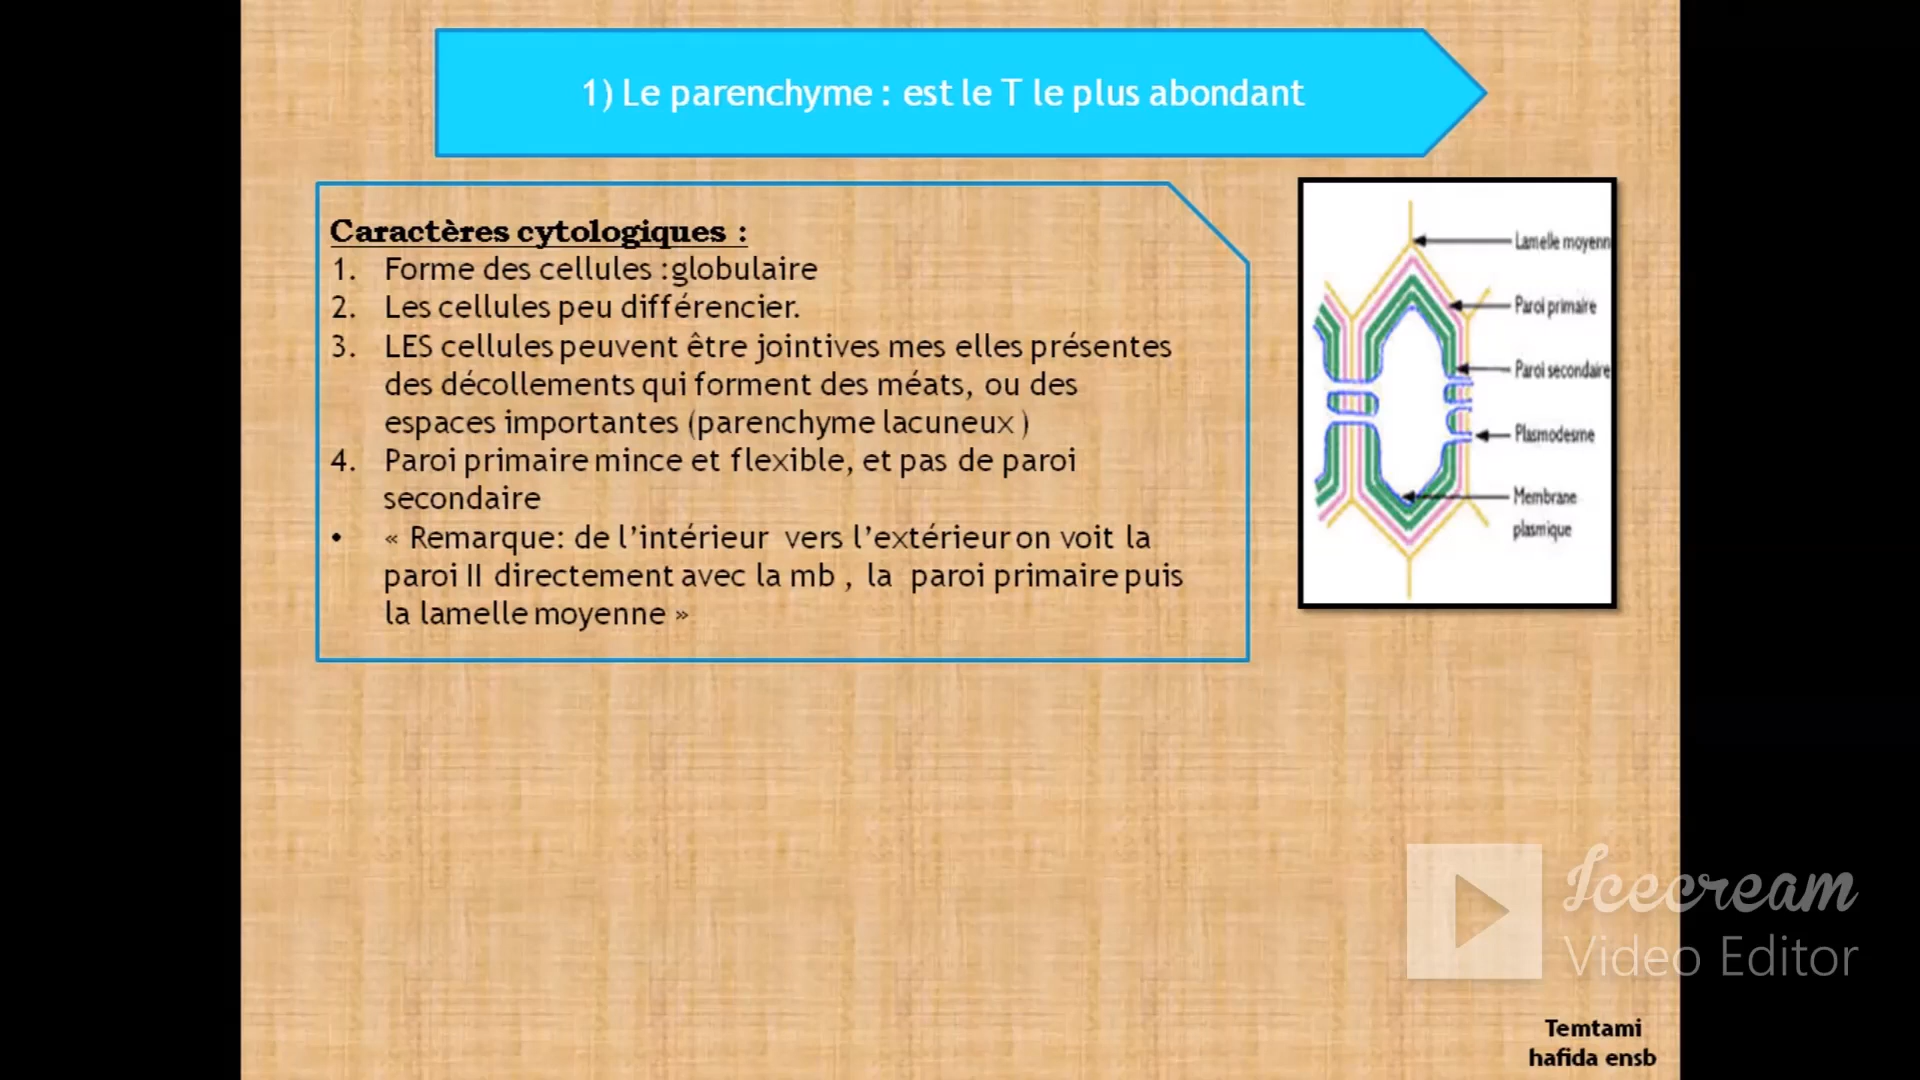 1) Le parenchyme : est le T le plus abondant
Caractères cytologiques :
1. Forme des cellules :globulaire
2. Les cellules peu différencier.
3. LES cellules peuvent être jointives mes elles présentes
des décollements qui forment des méats, ou des
espaces importantes (parenchyme lacuneux )
4. Paroi primaire mince et flexible, et pas de paroi
secondaire
• « Remarque: de l’intérieur vers l’extérieur on voit la
paroi II directement avec la mb , la paroi primaire puis
la lamelle moyenne »
Lamelle moyenn
Paroi primaire
Paroi secondaire
Plasmodesme
Membrane
plasmique
Icecream
Video Editor
Temtami
hafida ensb